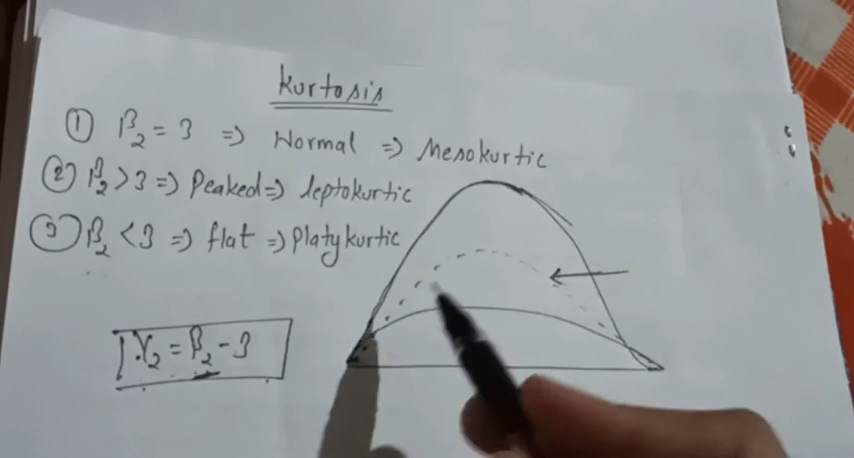 Kurtosis
① β₂ = 3 ⇒ Normal ⇒ Mesokurtic
② β₂ > 3 ⇒ Peaked ⇒ leptokurtic
③ β₂ < 3 ⇒ flat ⇒ Platykurtic
γ₂ = β₂ - 3